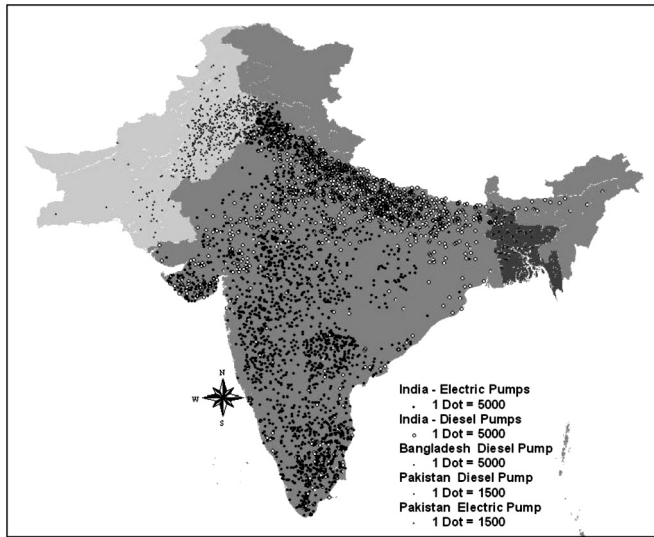 N
W E
S
India - Electric Pumps
1 Dot = 5000
India - Diesel Pumps
1 Dot = 5000
Bangladesh Diesel Pump
1 Dot = 5000
Pakistan Diesel Pump
1 Dot = 1500
Pakistan Electric Pump
1 Dot = 1500